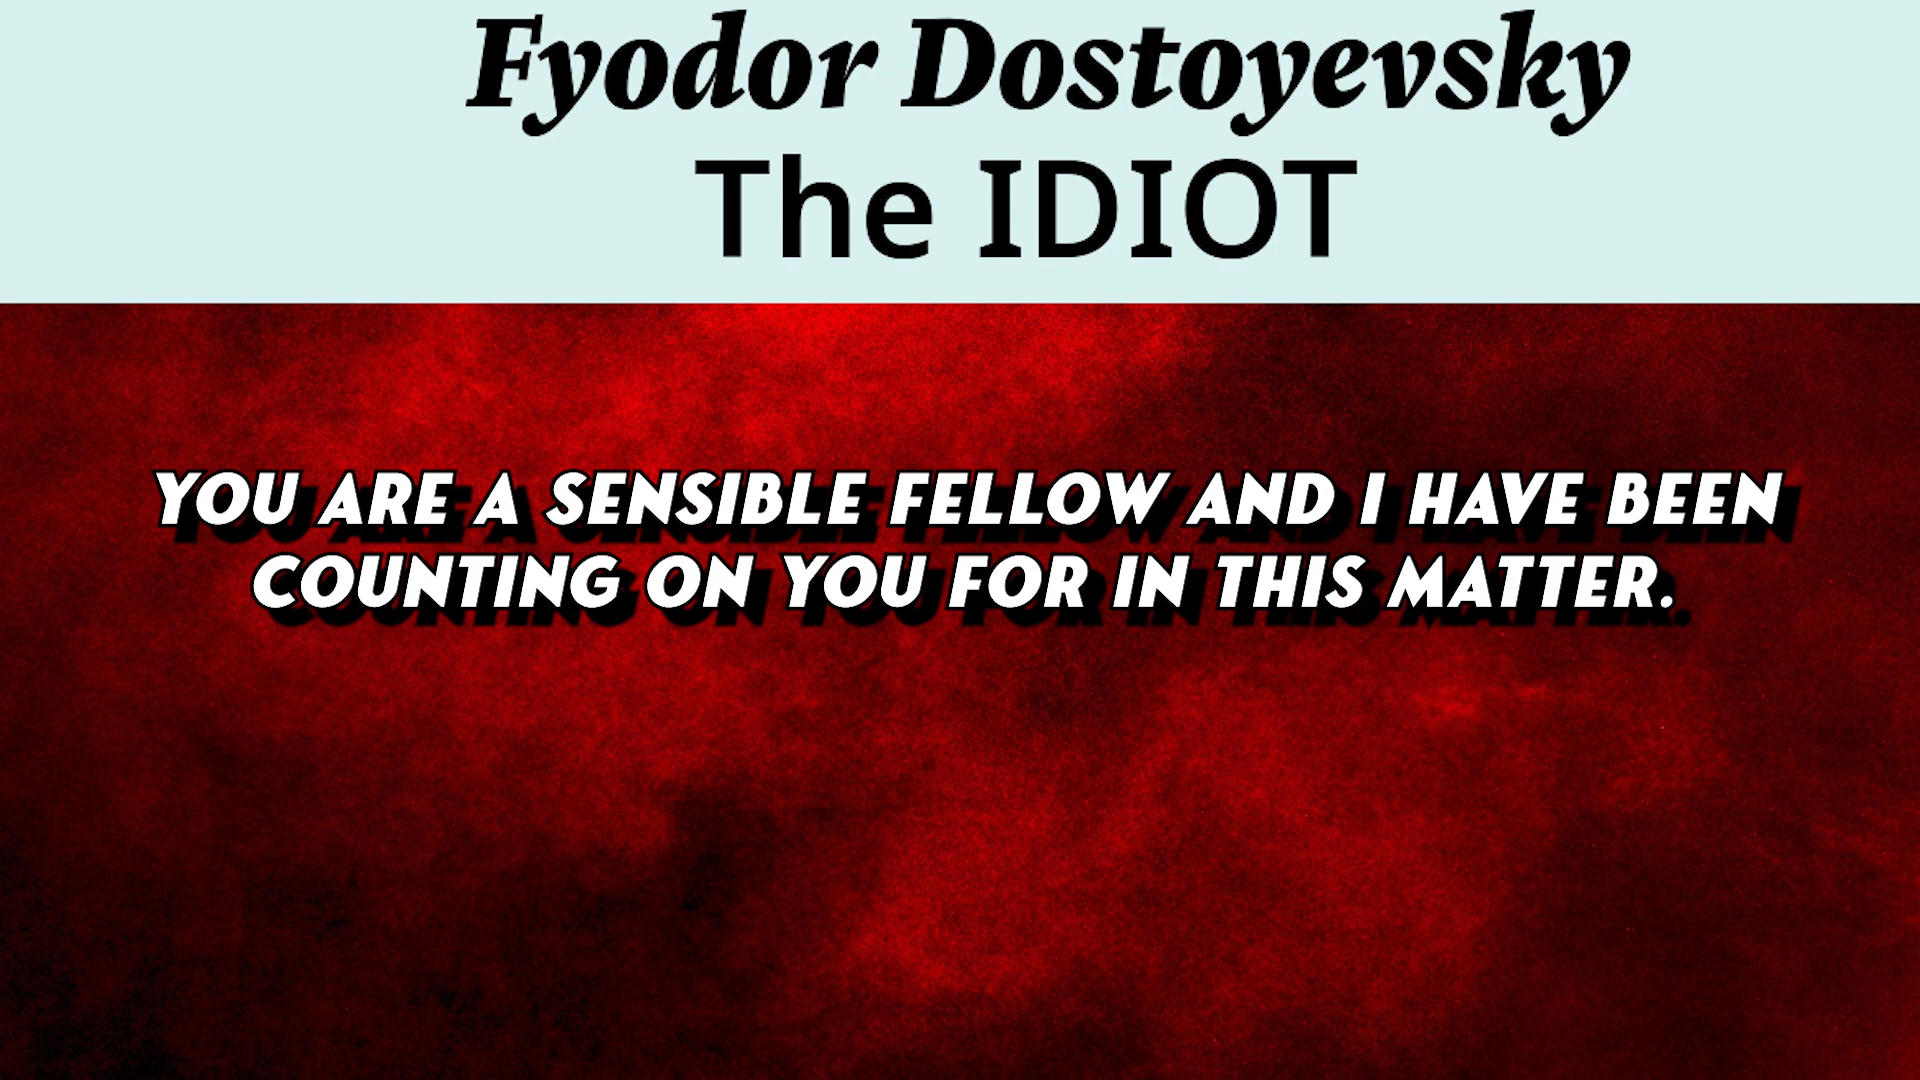 Fyodor Dostoyevsky
The IDIOT
YOU ARE A SENSIBLE FELLOW AND I HAVE BEEN
COUNTING ON YOU FOR IN THIS MATTER.